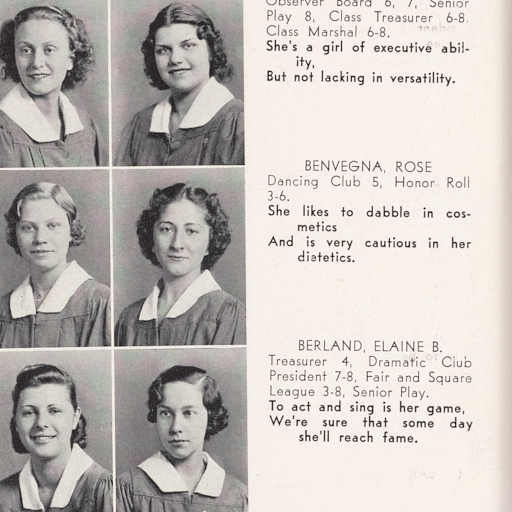 Observer Board 6, 7, Senior
Play 8, Class Treasurer 6-8.
Class Marshal 6-8.
She's a girl of executive abil-
ity,
But not lacking in versatility.
BENVEGNA, ROSE
Dancing Club 5, Honor Roll
3-6.
She likes to dabble in cos-
metics
And is very cautious in her
dietetics.
BERLAND, ELAINE B.
Treasurer 4, Dramatic Club
President 7-8, Fair and Square
League 3-8, Senior Play.
To act and sing is her game,
We're sure that some day
she'll reach fame.